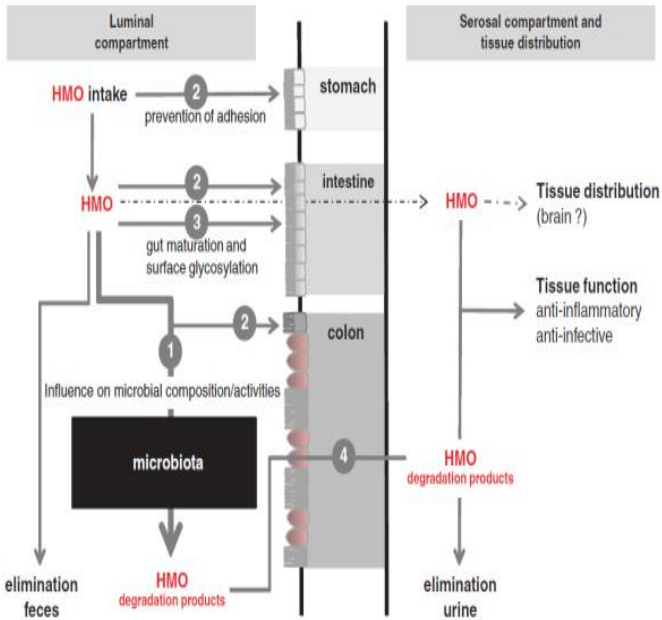 Luminal
compartment
Serosal compartment and
tissue distribution
HMO intake
2
prevention of adhesion
stomach
HMO
2
3
gut maturation and
surface glycosylation
intestine
HMO
Tissue distribution
(brain ?)
Tissue function
anti-inflammatory
anti-infective
2
colon
1
Influence on microbial composition/activities
microbiota
4
HMO
degradation products
HMO
degradation products
elimination
feces
elimination
urine